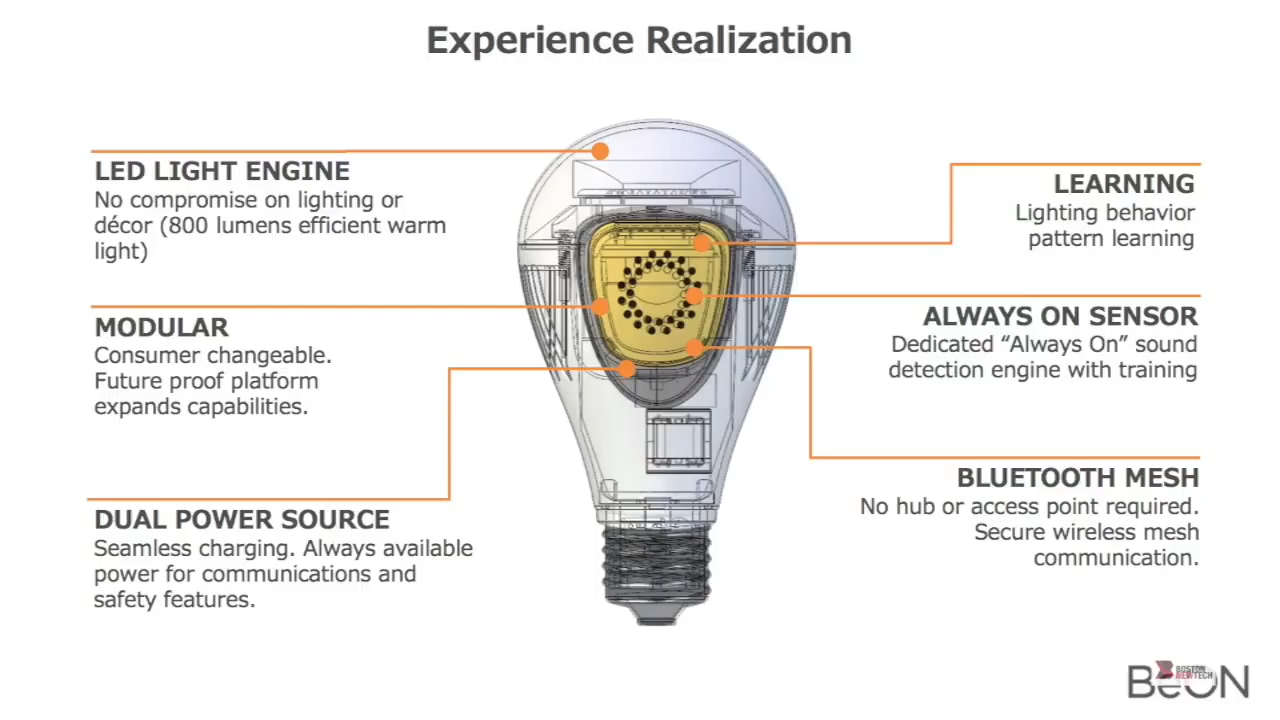 Experience Realization
LED LIGHT ENGINE
No compromise on lighting or
décor (800 lumens efficient warm
light)
MODULAR
Consumer changeable.
Future proof platform
expands capabilities.
DUAL POWER SOURCE
Seamless charging. Always available
power for communications and
safety features.
LEARNING
Lighting behavior
pattern learning
ALWAYS ON SENSOR
Dedicated “Always On” sound
detection engine with training
BLUETOOTH MESH
No hub or access point required.
Secure wireless mesh
communication.
BOSTON
NEWTECH
BeON